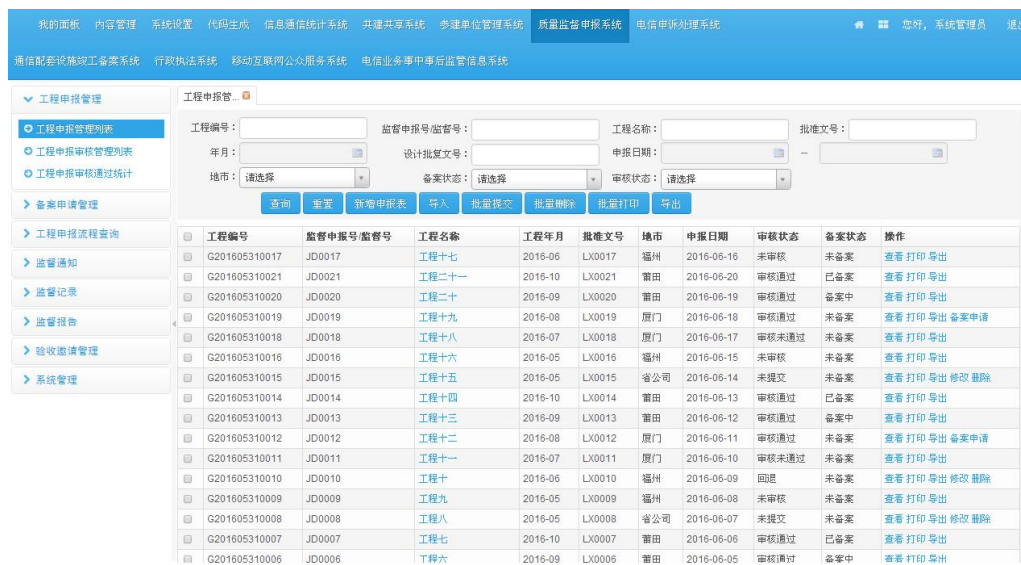 我的面板 内容管理 系统设置 代码生成 信息通信统计系统 共建共享系统 参建单位管理系统 质量监督申报系统 电信申诉处理系统 您好，系统管理员 退出
通信配套设施竣工备案系统 行政执法系统 移动互联网公众服务系统 电信业务事中事后监管信息系统
工程申报管理
工程申报管理列表
工程申报审核管理列表
工程申报审核通过统计
备案申请管理
工程申报流程查询
监督通知
监督记录
监督报告
验收邀请管理
系统管理
工程申报管...
工程编号： 监督申报号/监督号： 工程名称： 批准文号：
年月： 设计批复文号： 申报日期： --
地市： 请选择 备案状态： 请选择 审核状态： 请选择
查询 重置 新增申报表 导入 批量提交 批量删除 批量打印 导出
工程编号 监督申报号/监督号 工程名称 工程年月 批准文号 地市 申报日期 审核状态 备案状态 操作
G201605310017 JD0017 工程十七 2016-06 LX0017 福州 2016-06-16 未审核 未备案 查看 打印 导出
G201605310021 JD0021 工程二十一 2016-10 LX0021 莆田 2016-06-20 审核通过 已备案 查看 打印 导出
G201605310020 JD0020 工程二十 2016-09 LX0020 莆田 2016-06-19 审核通过 备案中 查看 打印 导出
G201605310019 JD0019 工程十九 2016-08 LX0019 厦门 2016-06-18 审核通过 未备案 查看 打印 导出 备案申请
G201605310018 JD0018 工程十八 2016-07 LX0018 厦门 2016-06-17 审核未通过 未备案 查看 打印 导出
G201605310016 JD0016 工程十六 2016-05 LX0016 福州 2016-06-15 未审核 未备案 查看 打印 导出
G201605310015 JD0015 工程十五 2016-05 LX0015 省公司 2016-06-14 未提交 未备案 查看 打印 导出 修改 删除
G201605310014 JD0014 工程十四 2016-10 LX0014 莆田 2016-06-13 审核通过 已备案 查看 打印 导出
G201605310013 JD0013 工程十三 2016-09 LX0013 莆田 2016-06-12 审核通过 备案中 查看 打印 导出
G201605310012 JD0012 工程十二 2016-08 LX0012 厦门 2016-06-11 审核通过 未备案 查看 打印 导出 备案申请
G201605310011 JD0011 工程十一 2016-07 LX0011 厦门 2016-06-10 审核未通过 未备案 查看 打印 导出
G201605310010 JD0010 工程十 2016-06 LX0010 福州 2016-06-09 回退 未备案 查看 打印 导出 修改 删除
G201605310009 JD0009 工程九 2016-05 LX0009 福州 2016-06-08 未审核 未备案 查看 打印 导出
G201605310008 JD0008 工程八 2016-05 LX0008 省公司 2016-06-07 未提交 未备案 查看 打印 导出 修改 删除
G201605310007 JD0007 工程七 2016-10 LX0007 莆田 2016-06-06 审核通过 已备案 查看 打印 导出
G201605310006 JD0006 工程六 2016-09 LX0006 莆田 2016-06-05 审核通过 备案中 查看 打印 导出